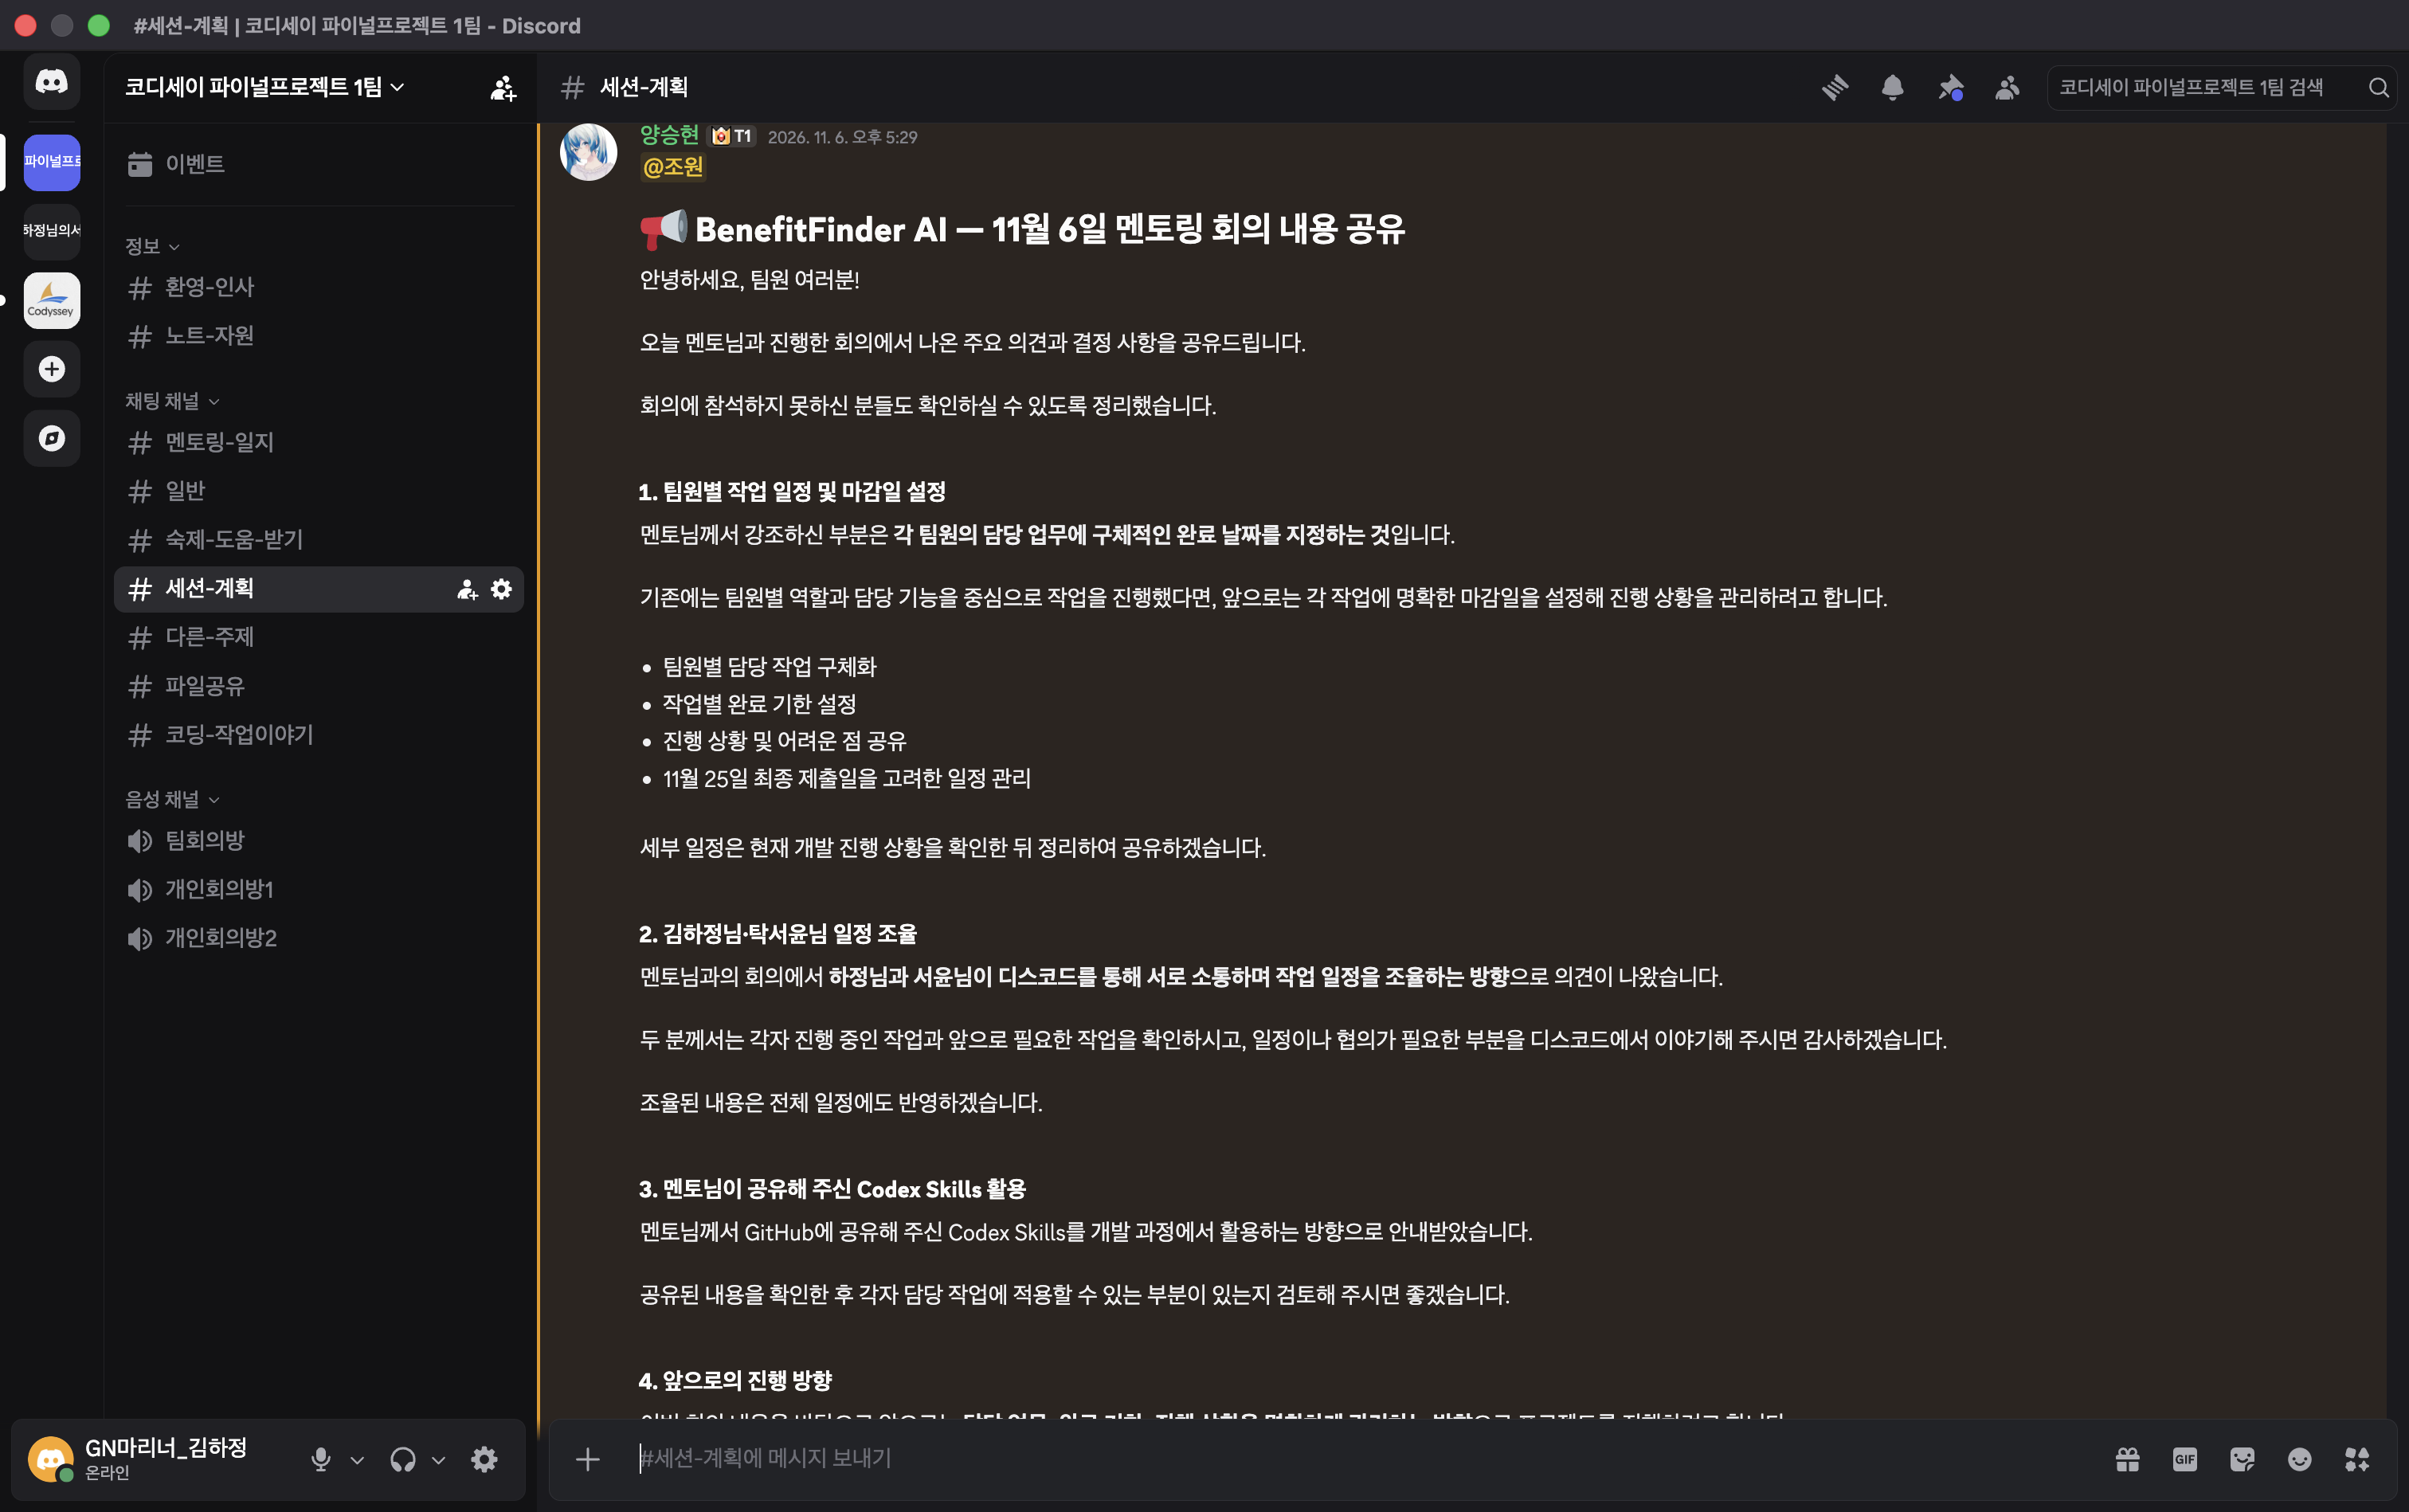 #세션-계획 | 코디세이 파이널프로젝트 1팀 - Discord
파이널프로
하정님의서
Codyssey
코디세이 파이널프로젝트 1팀
이벤트
정보
환영-인사
노트-자원
채팅 채널
멘토링-일지
일반
숙제-도움-받기
세션-계획
다른-주제
파일공유
코딩-작업이야기
음성 채널
팀회의방
개인회의방1
개인회의방2
GN마리너_김하정
온라인
세션-계획
코디세이 파이널프로젝트 1팀 검색
양승현 T1 2026. 11. 6. 오후 5:29
@조원
BenefitFinder AI — 11월 6일 멘토링 회의 내용 공유
안녕하세요, 팀원 여러분!
오늘 멘토님과 진행한 회의에서 나온 주요 의견과 결정 사항을 공유드립니다.
회의에 참석하지 못하신 분들도 확인하실 수 있도록 정리했습니다.
1. 팀원별 작업 일정 및 마감일 설정
멘토님께서 강조하신 부분은 각 팀원의 담당 업무에 구체적인 완료 날짜를 지정하는 것입니다.
기존에는 팀원별 역할과 담당 기능을 중심으로 작업을 진행했다면, 앞으로는 각 작업에 명확한 마감일을 설정해 진행 상황을 관리하려고 합니다.
• 팀원별 담당 작업 구체화
• 작업별 완료 기한 설정
• 진행 상황 및 어려운 점 공유
• 11월 25일 최종 제출일을 고려한 일정 관리
세부 일정은 현재 개발 진행 상황을 확인한 뒤 정리하여 공유하겠습니다.
2. 김하정님·탁서윤님 일정 조율
멘토님과의 회의에서 하정님과 서윤님이 디스코드를 통해 서로 소통하며 작업 일정을 조율하는 방향으로 의견이 나왔습니다.
두 분께서는 각자 진행 중인 작업과 앞으로 필요한 작업을 확인하시고, 일정이나 협의가 필요한 부분을 디스코드에서 이야기해 주시면 감사하겠습니다.
조율된 내용은 전체 일정에도 반영하겠습니다.
3. 멘토님이 공유해 주신 Codex Skills 활용
멘토님께서 GitHub에 공유해 주신 Codex Skills를 개발 과정에서 활용하는 방향으로 안내받았습니다.
공유된 내용을 확인한 후 각자 담당 작업에 적용할 수 있는 부분이 있는지 검토해 주시면 좋겠습니다.
4. 앞으로의 진행 방향
#세션-계획에 메시지 보내기
GIF